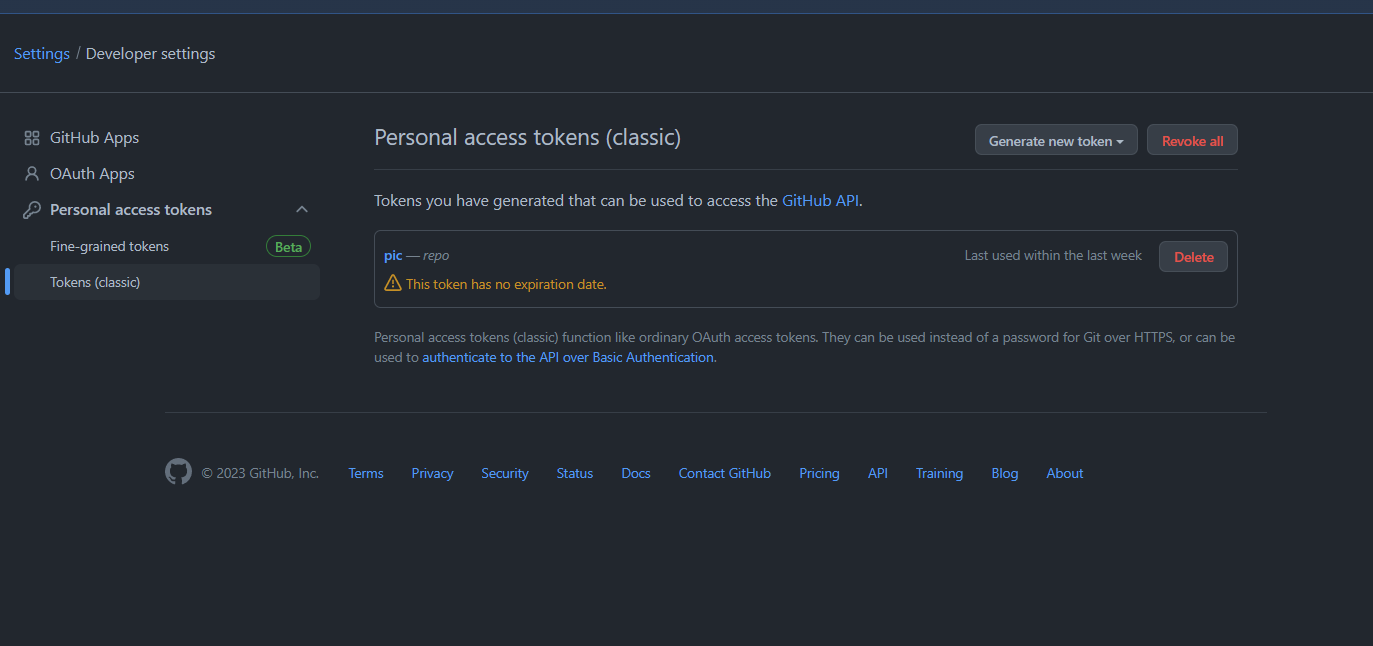 Settings / Developer settings
GitHub Apps
OAuth Apps
Personal access tokens
Fine-grained tokens Beta
Tokens (classic)
Personal access tokens (classic)
Generate new token
Revoke all
Tokens you have generated that can be used to access the GitHub API.
pic — repo
Last used within the last week
Delete
This token has no expiration date.
Personal access tokens (classic) function like ordinary OAuth access tokens. They can be used instead of a password for Git over HTTPS, or can be
used to authenticate to the API over Basic Authentication.
© 2023 GitHub, Inc. Terms Privacy Security Status Docs Contact GitHub Pricing API Training Blog About